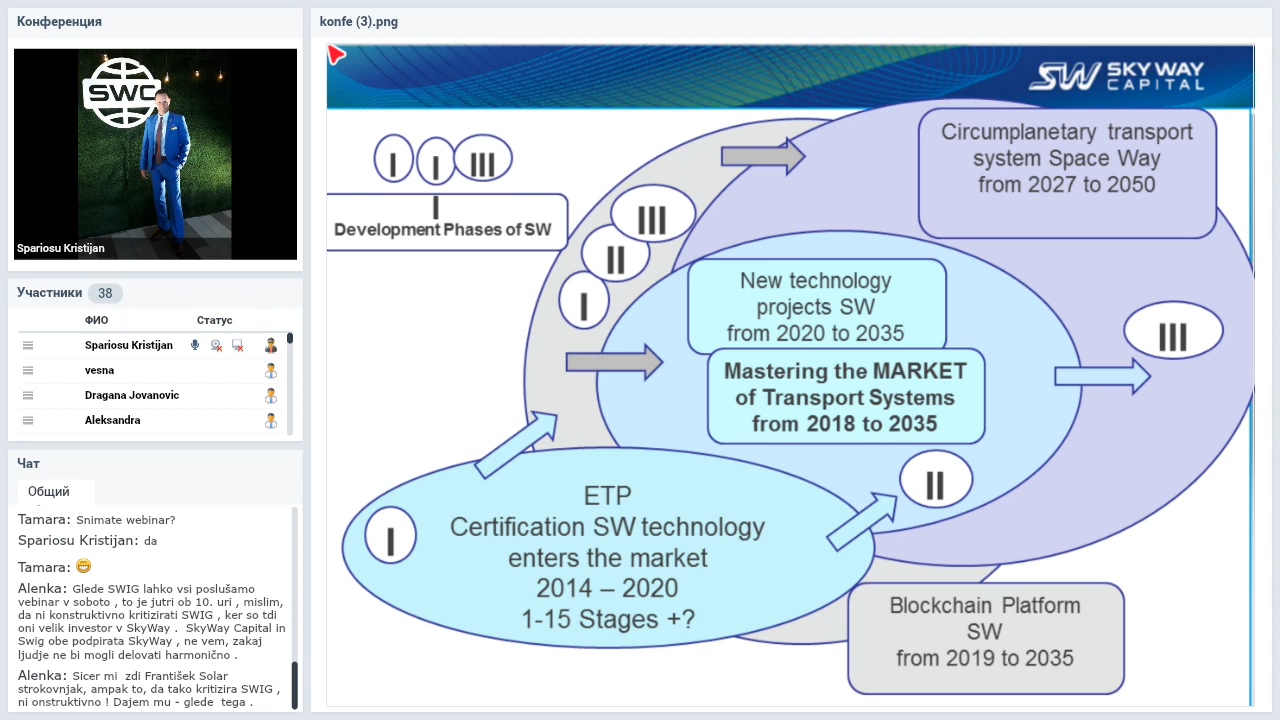 Конференция
SWC
Spariosu Kristijan
Участники 38
ФИО Статус
Spariosu Kristijan
vesna
Dragana Jovanovic
Aleksandra
Чат
Общий
Tamara: Snimate webinar?
Spariosu Kristijan: da
Tamara: 😁
Alenka: Glede SWIG lahko vsi poslušamo
vebinar v soboto , to je jutri ob 10. uri , mislim,
da ni konstruktivno kritizirati SWIG , ker so tdi
oni velik investor v SkyWay . SkyWay Capital in
Swig obe podpirata SkyWay , ne vem, zakaj
ljudje ne bi mogli delovati harmonično .
Alenka: Sicer mi zdi František Solar
strokovnjak, ampak to, da tako kritizira SWIG ,
ni onstruktivno ! Dajem mu - glede tega .
konfe (3).png
SW SKY WAY
CAPITAL
I I III
I
Development Phases of SW
Circumplanetary transport
system Space Way
from 2027 to 2050
III
II
I
New technology
projects SW
from 2020 to 2035
III
Mastering the MARKET
of Transport Systems
from 2018 to 2035
II
I
ETP
Certification SW technology
enters the market
2014 – 2020
1-15 Stages +?
Blockchain Platform
SW
from 2019 to 2035